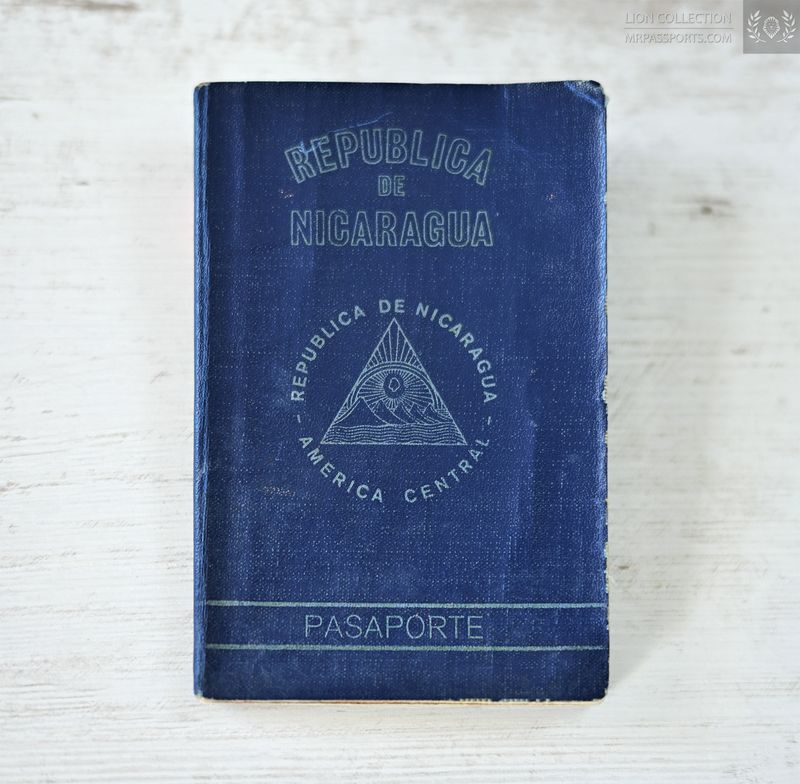 LION COLLECTION
MRPASSPORTS.COM
REPUBLICA
DE
NICARAGUA
REPUBLICA DE NICARAGUA
- AMERICA CENTRAL -
PASAPORTE